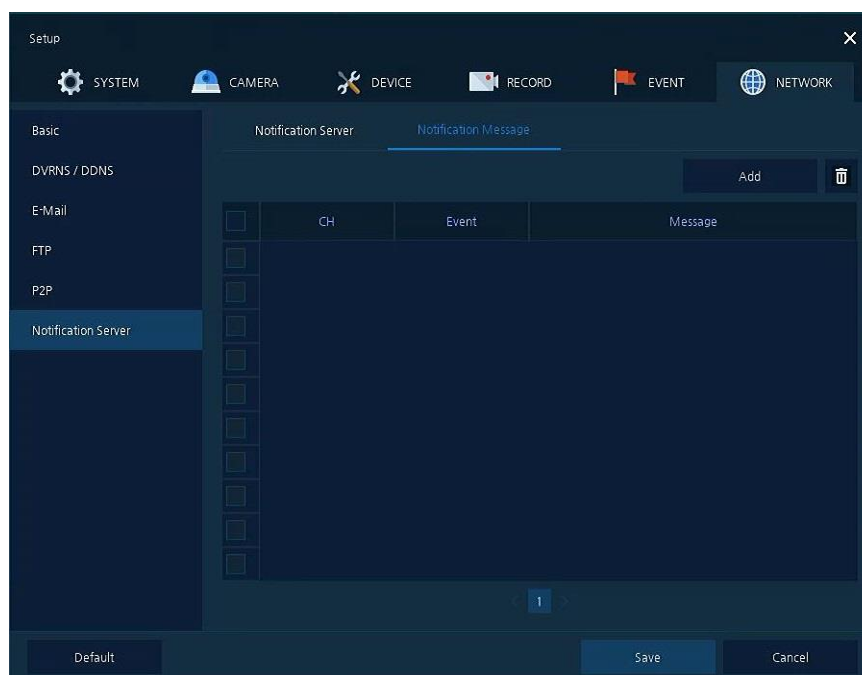 Setup
SYSTEM CAMERA DEVICE RECORD EVENT NETWORK
Basic
DVRNS / DDNS
E-Mail
FTP
P2P
Notification Server
Notification Server Notification Message
Add
CH Event Message
1
Default Save Cancel